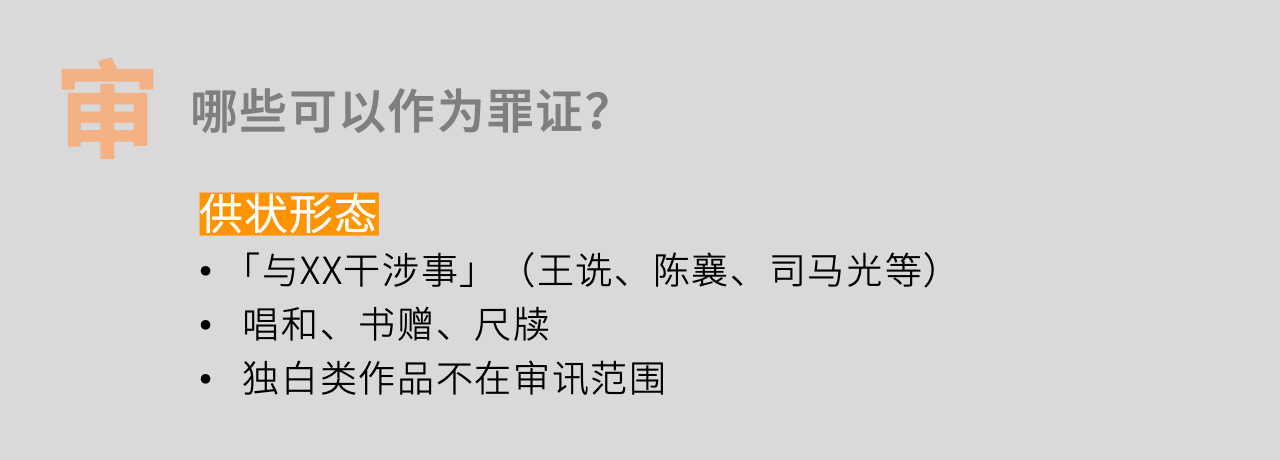 审
哪些可以作为罪证？
供状形态
• 「与XX干涉事」（王诜、陈襄、司马光等）
• 唱和、书赠、尺牍
• 独白类作品不在审讯范围